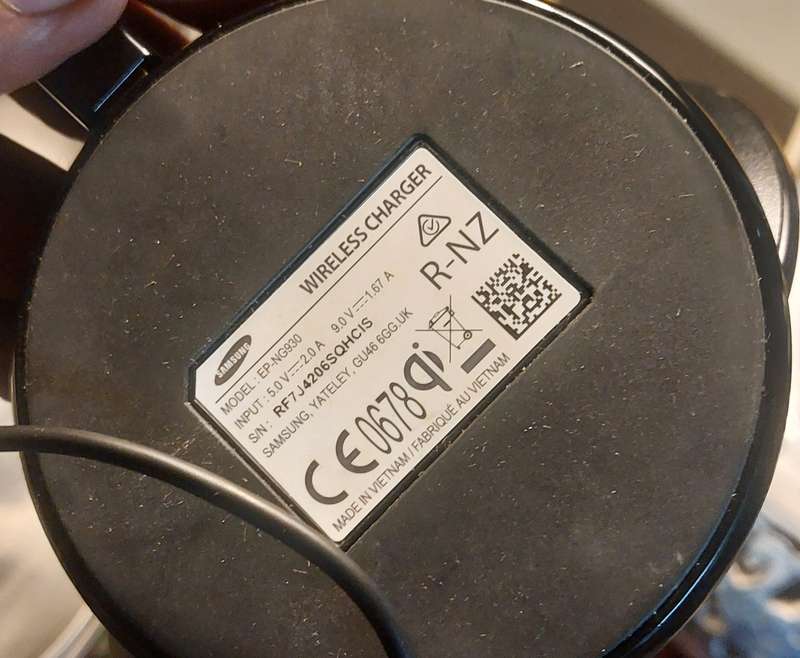 WIRELESS CHARGER
SAMSUNG
MODEL : EP-NG930
INPUT : 5.0 V⎓2.0 A 9.0 V⎓1.67 A
S/N : RF7J4206SQHCIS
SAMSUNG, YATELEY, GU46 6GG.UK
R-NZ
CE0678 qi
MADE IN VIETNAM / FABRIQUÉ AU VIETNAM